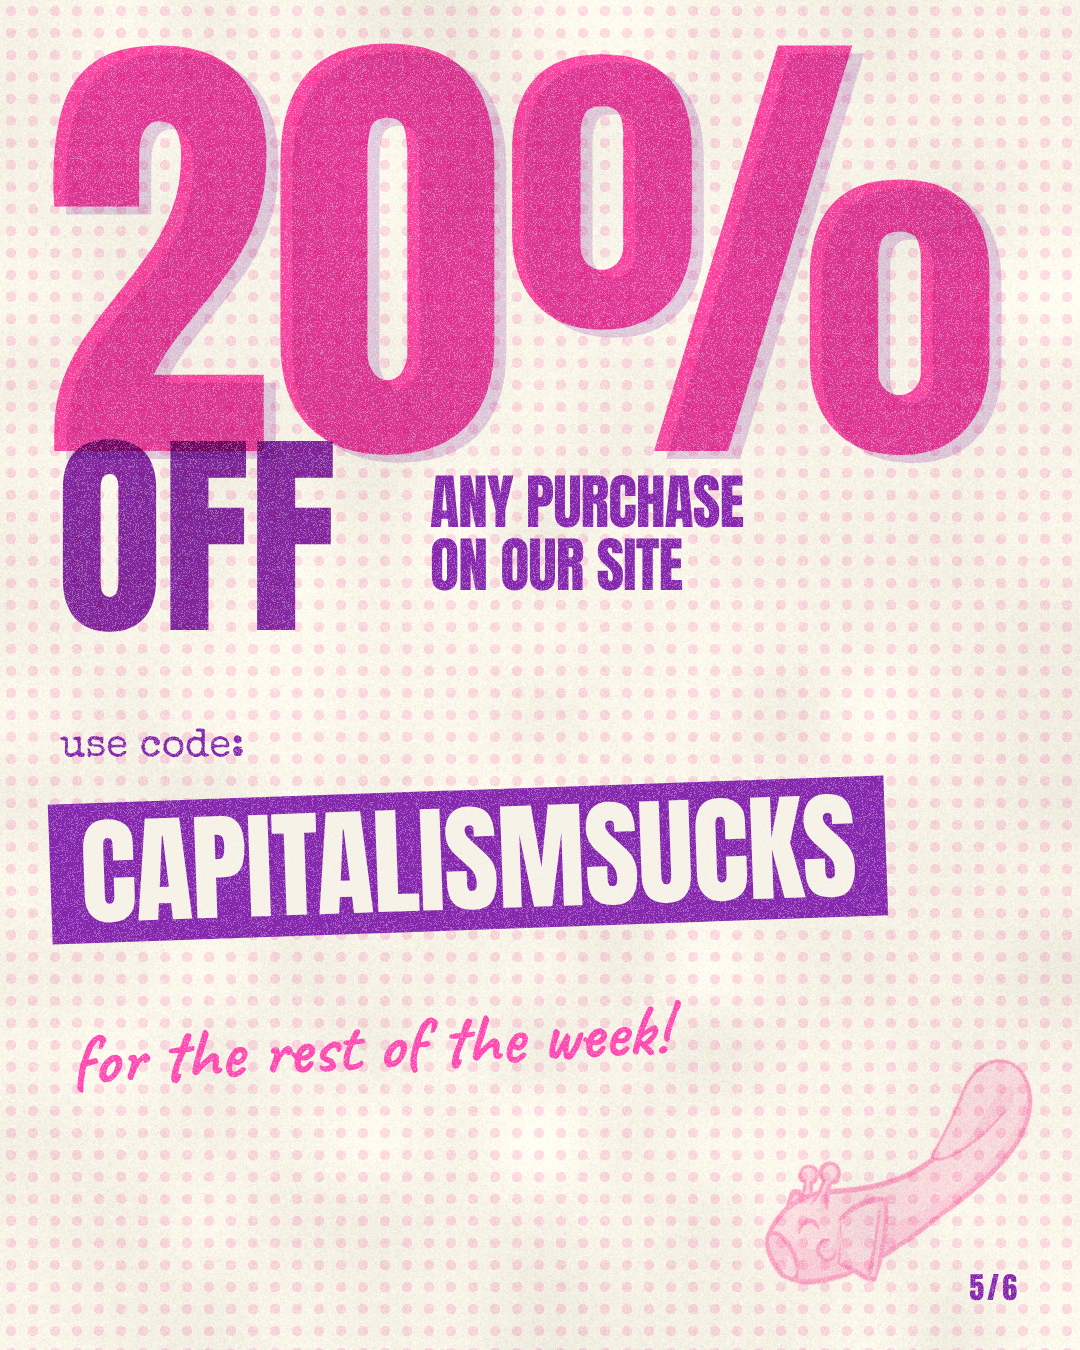 20%
OFF
ANY PURCHASE
ON OUR SITE
use code:
CAPITALISMSUCKS
for the rest of the week!
5/6